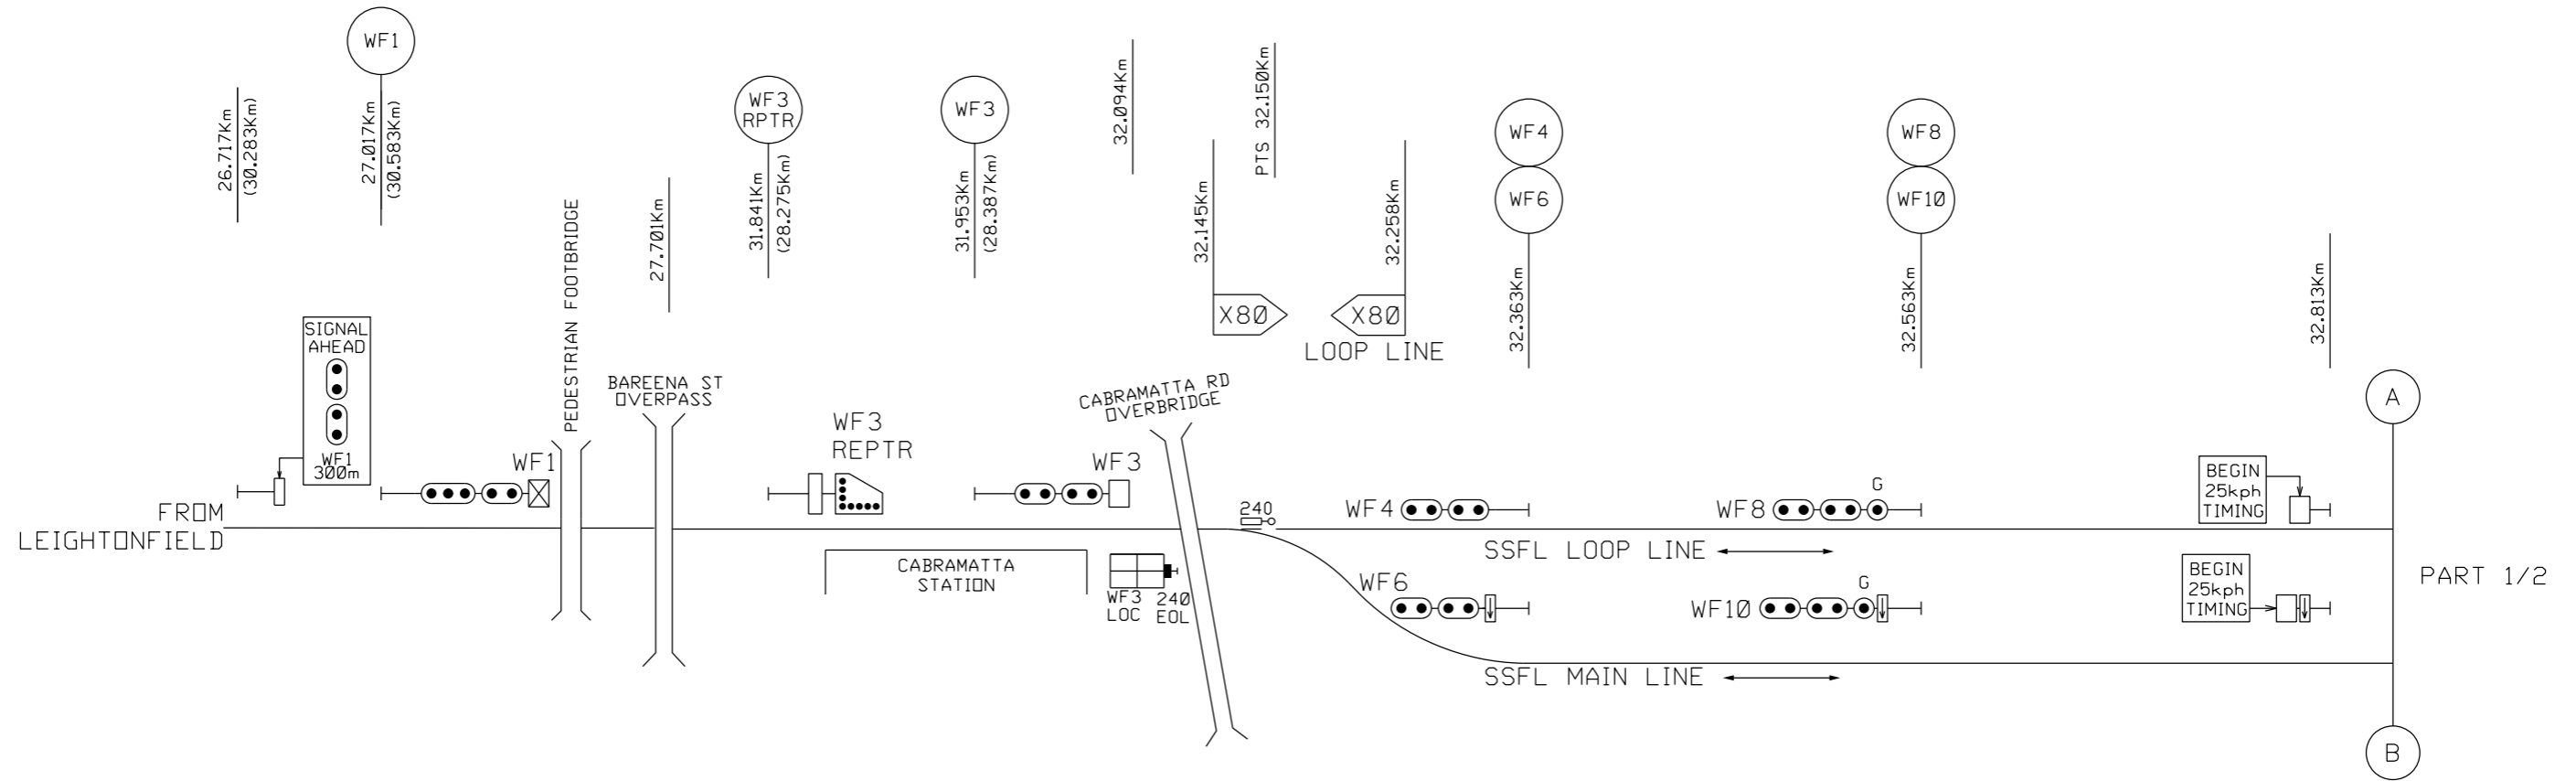 WF1
26.717Km
(30.283Km)
27.017Km
(30.583Km)
PEDESTRIAN FOOTBRIDGE
27.701Km
WF3
RPTR
31.841Km
(28.275Km)
WF3
31.953Km
(28.387Km)
32.094Km
32.145Km
PTS 32.150Km
32.258Km
X80
X80
LOOP LINE
WF4
WF6
32.363Km
WF8
WF10
32.563Km
32.813Km
SIGNAL
AHEAD
WF1
300m
WF1
BAREENA ST
OVERPASS
WF3
REPTR
WF3
CABRAMATTA RD
OVERBRIDGE
240
WF4
WF8
G
BEGIN
25kph
TIMING
A
FROM
LEIGHTONFIELD
SSFL LOOP LINE
CABRAMATTA
STATION
WF3
LOC
240
EOL
WF6
WF10
G
BEGIN
25kph
TIMING
PART 1/2
SSFL MAIN LINE
B